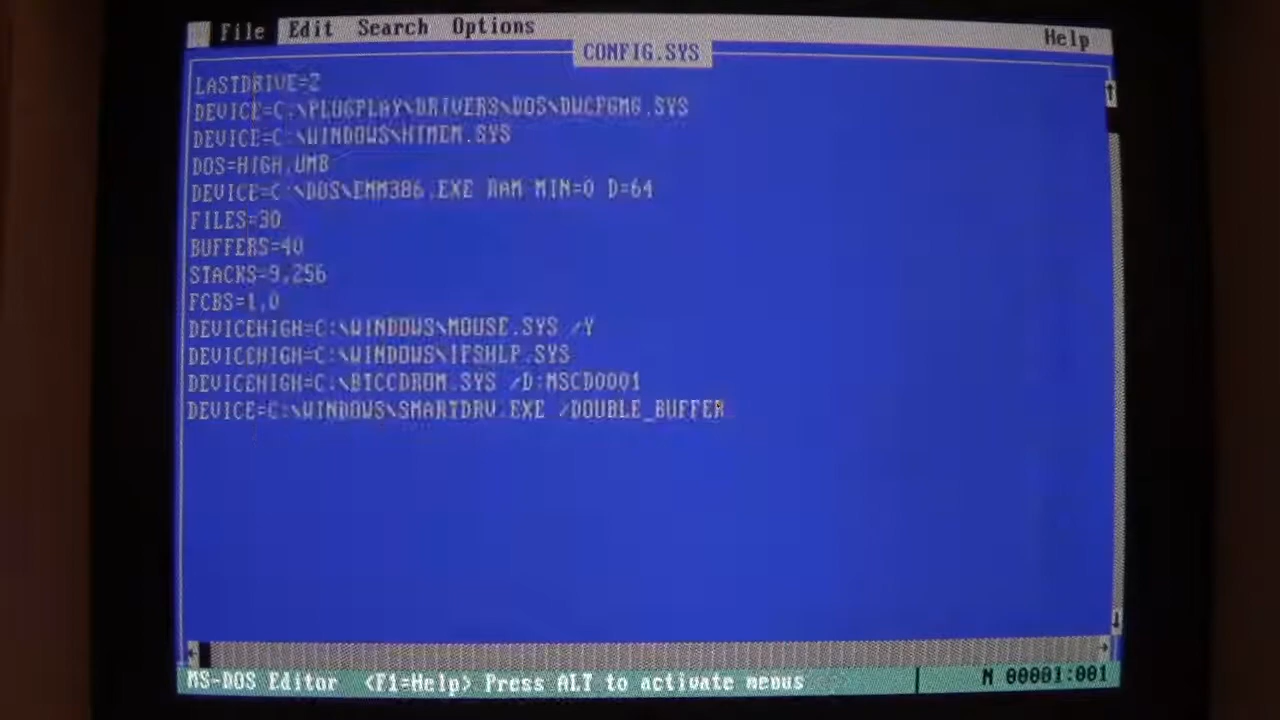 File Edit Search Options Help
CONFIG.SYS
LASTDRIVE=Z
DEVICE=C:\PLUGPLAY\DRIVERS\DOS\DWCFGMG.SYS
DEVICE=C:\WINDOWS\HIMEM.SYS
DOS=HIGH,UMB
DEVICE=C:\DOS\EMM386.EXE RAM MIN=0 D=64
FILES=30
BUFFERS=40
STACKS=9,256
FCBS=1,0
DEVICEHIGH=C:\WINDOWS\MOUSE.SYS /Y
DEVICEHIGH=C:\WINDOWS\IFSHLP.SYS
DEVICEHIGH=C:\BTCCDROM.SYS /D:MSCD0001
DEVICE=C:\WINDOWS\SMARTDRV.EXE /DOUBLE_BUFFER
MS-DOS Editor <F1=Help> Press ALT to activate menus N 00001:001